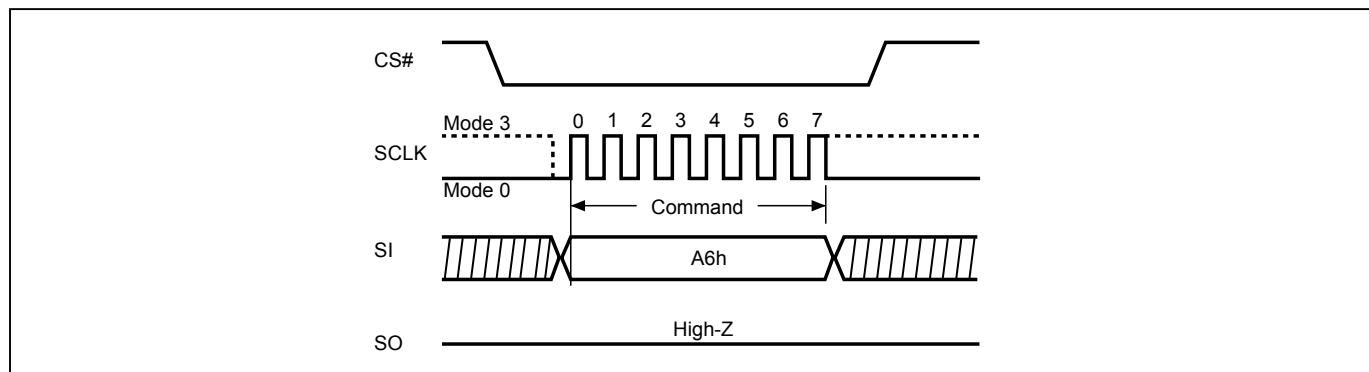 CS#
Mode 3
0 1 2 3 4 5 6 7
SCLK
Mode 0
Command
SI
A6h
High-Z
SO